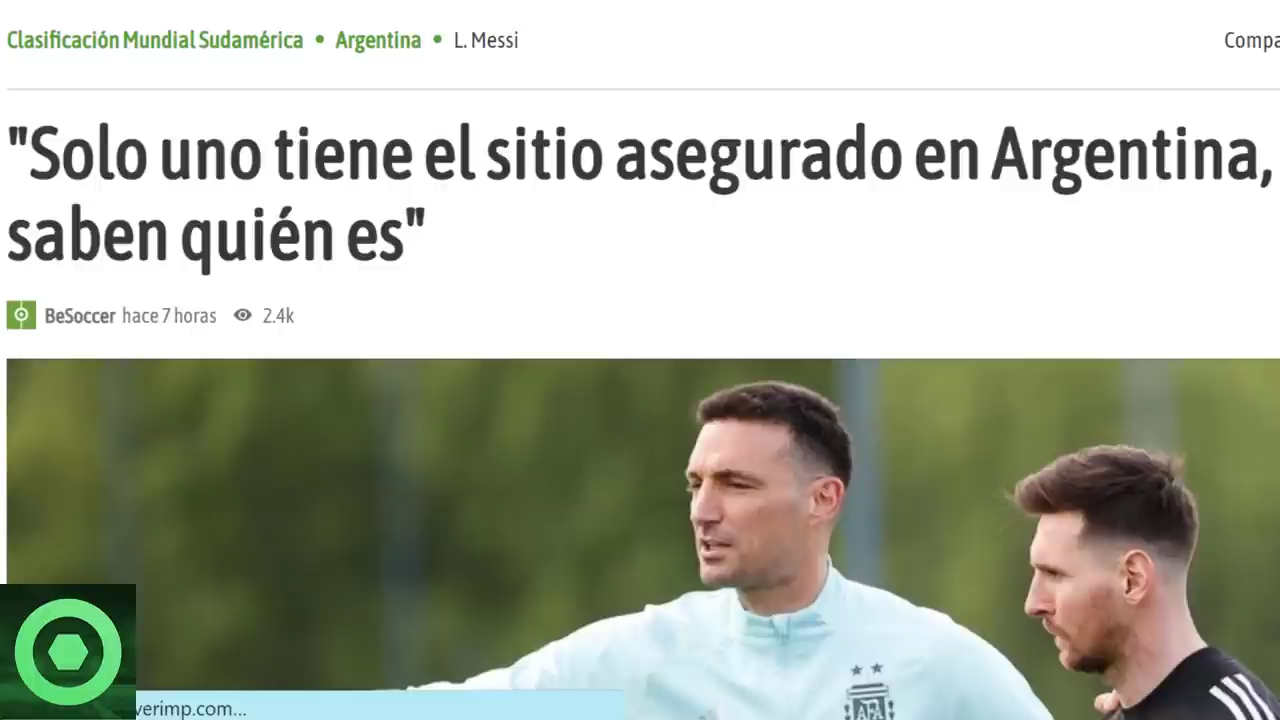 Clasificación Mundial Sudamérica • Argentina • L. Messi
Compa
"Solo uno tiene el sitio asegurado en Argentina,
saben quién es"
BeSoccer hace 7 horas 2.4k
AFA
verimp.com...